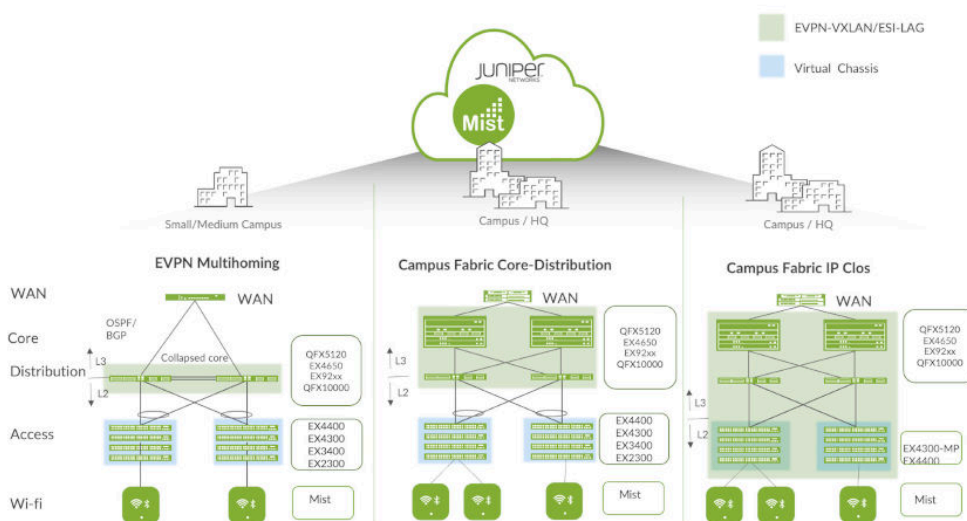 EVPN-VXLAN/ESI-LAG
Virtual Chassis
JUNIPER
NETWORKS
Mist
Small/Medium Campus
Campus / HQ
Campus / HQ
EVPN Multihoming
Campus Fabric Core-Distribution
Campus Fabric IP Clos
WAN
Core
Distribution
Access
Wi-fi
WAN
OSPF/
BGP
Collapsed core
L3
L2
QFX5120
EX4650
EX92xx
QFX10000
EX4400
EX4300
EX3400
EX2300
Mist
WAN
L3
L2
QFX5120
EX4650
EX92xx
QFX10000
EX4400
EX4300
EX3400
EX2300
Mist
WAN
L3
L2
QFX5120
EX4650
EX92xx
QFX10000
EX4300-MP
EX4400
Mist